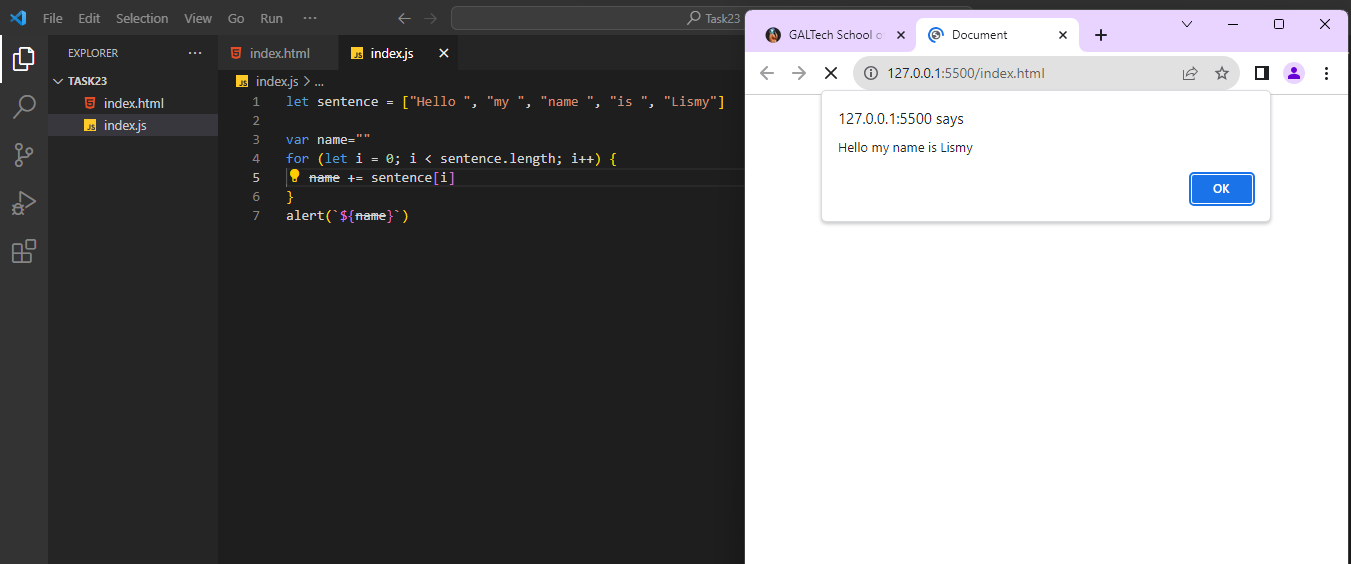 File Edit Selection View Go Run ··· Task23
EXPLORER ···
TASK23
index.html
index.js
index.html
JS index.js
JS index.js > ...
1 let sentence = ["Hello ", "my ", "name ", "is ", "Lismy"]
2
3 var name=""
4 for (let i = 0; i < sentence.length; i++) {
5 name += sentence[i]
6 }
7 alert(`${name}`)
GALTech School o
Document
127.0.0.1:5500/index.html
127.0.0.1:5500 says
Hello my name is Lismy
OK